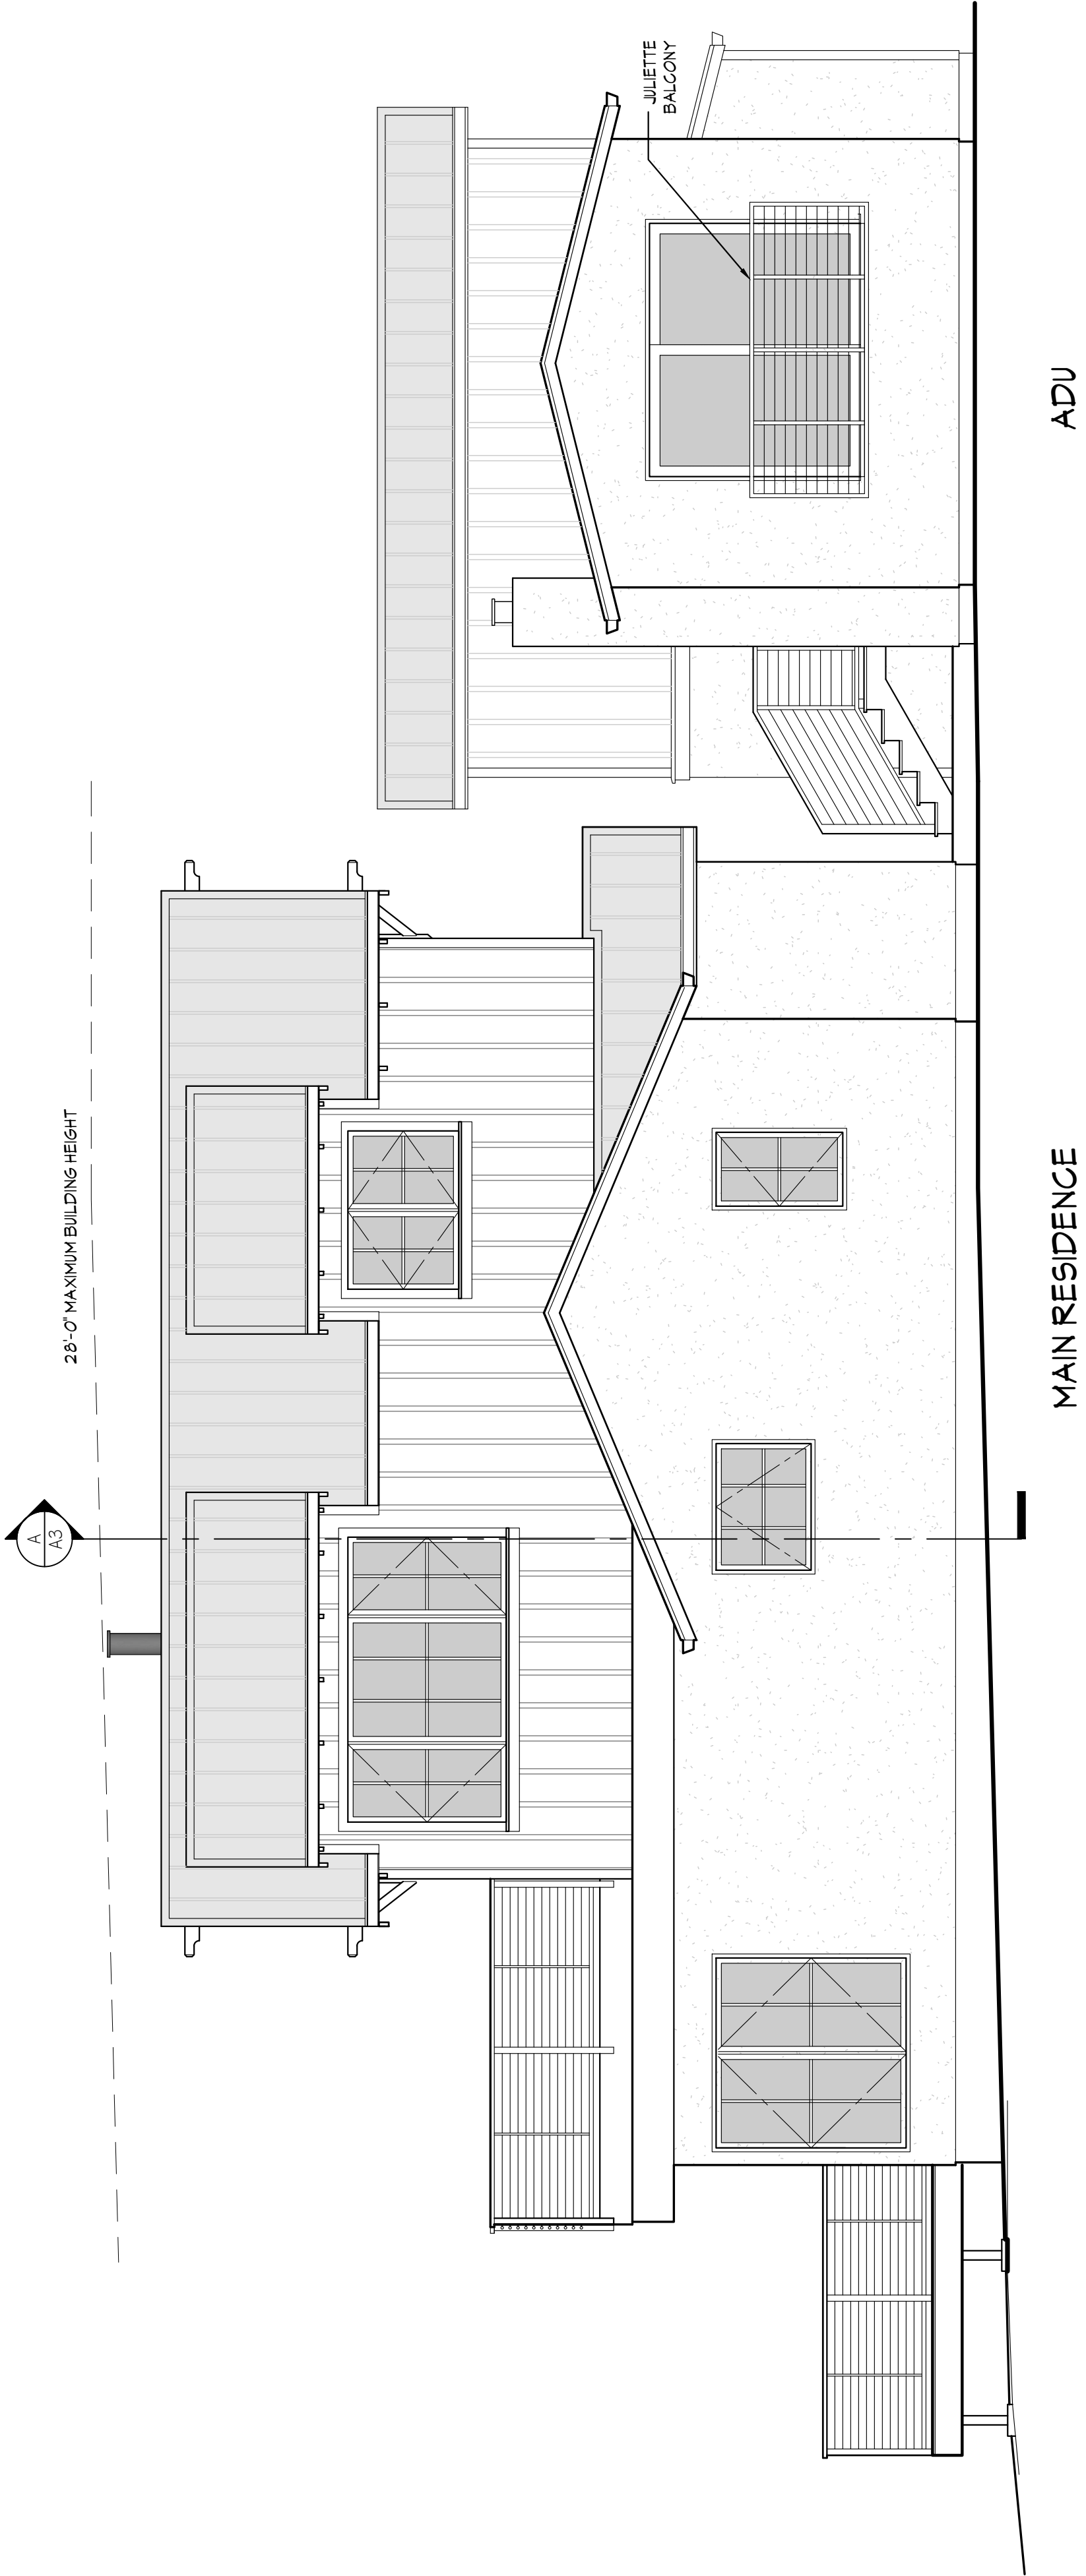 A
A3
28'-0" MAXIMUM BUILDING HEIGHT
JULIETTE
BALCONY
MAIN RESIDENCE
ADU